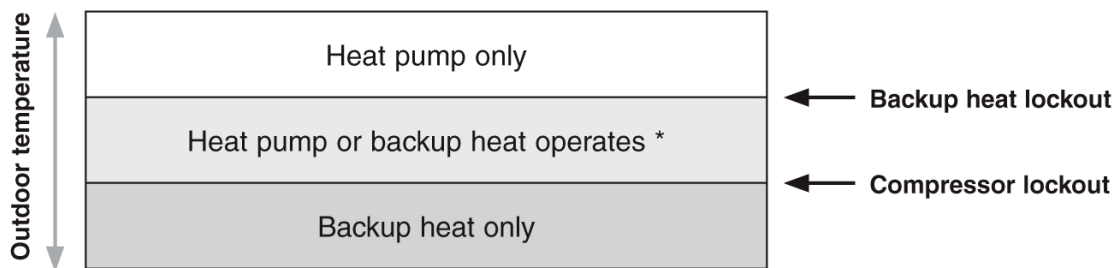 Outdoor temperature
Heat pump only
Backup heat lockout
Heat pump or backup heat operates *
Compressor lockout
Backup heat only